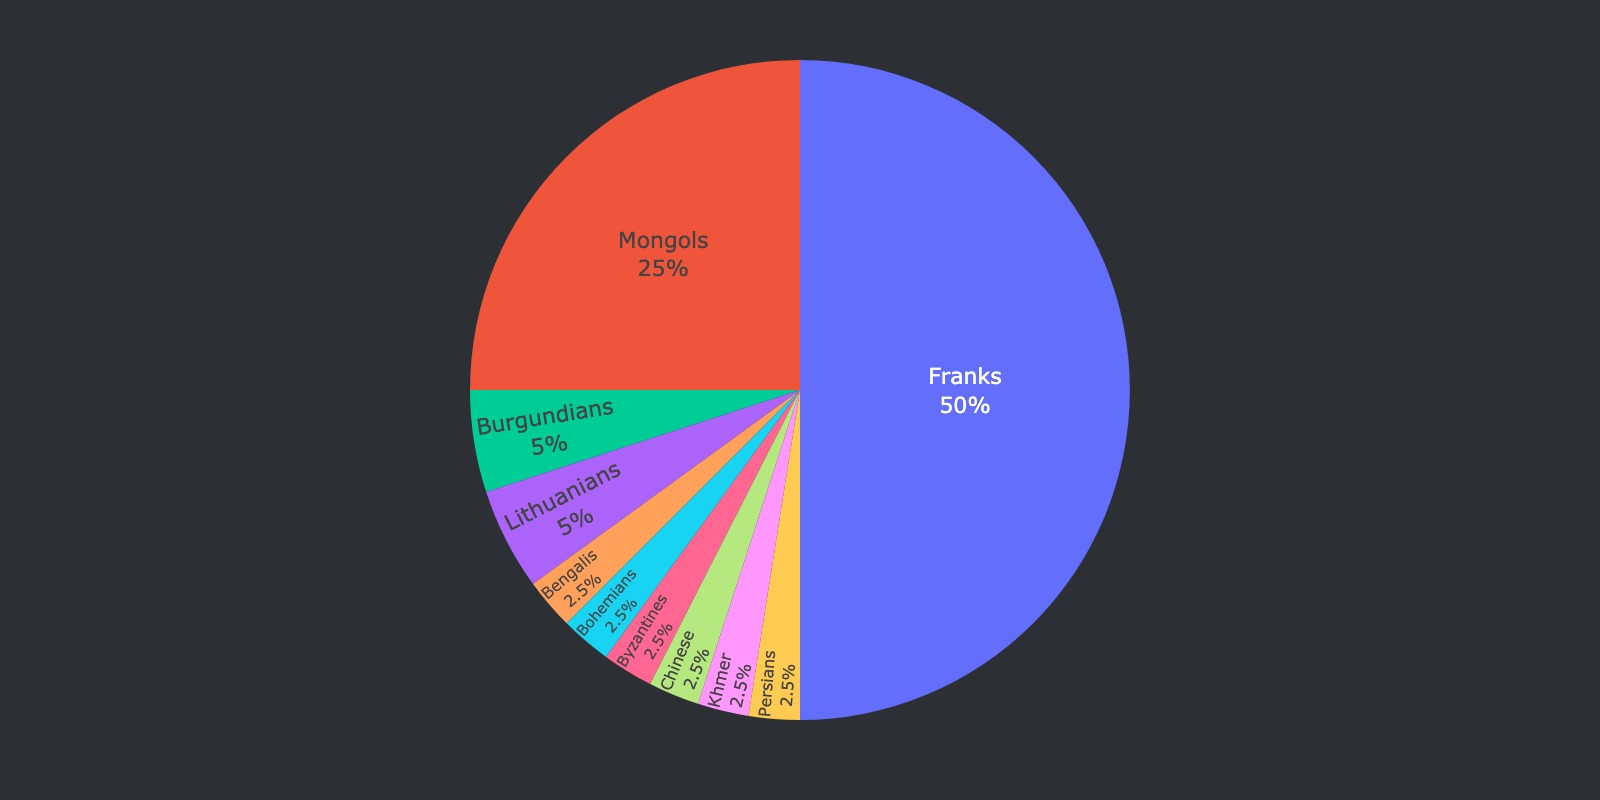 Mongols
25%
Franks
50%
Burgundians
5%
Lithuanians
5%
Bengalis
2.5%
Bohemians
2.5%
Byzantines
2.5%
Chinese
2.5%
Khmer
2.5%
Persians
2.5%